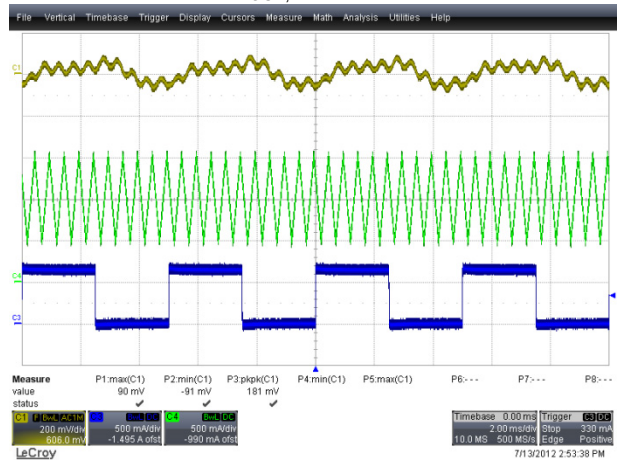 File Vertical Timebase Trigger Display Cursors Measure Math Analysis Utilities Help
C1
C4
C3
Measure P1:max(C1) P2:min(C1) P3:pkpk(C1) P4:min(C1) P5:max(C1) P6:--- P7:--- P8:---
value 90 mV -91 mV 181 mV
status ✓ ✓ ✓
C1 BwL AC1M BwL DC C4 BwL DC Timebase 0.00 ms Trigger C3 DC
200 mV/div 500 mA/div 500 mA/div 2.00 ms/div Stop 330 mA
606.0 mV -1.495 A ofst -990 mA ofst 10.0 MS 500 MS/s Edge Positive
LeCroy 7/13/2012 2:53:38 PM